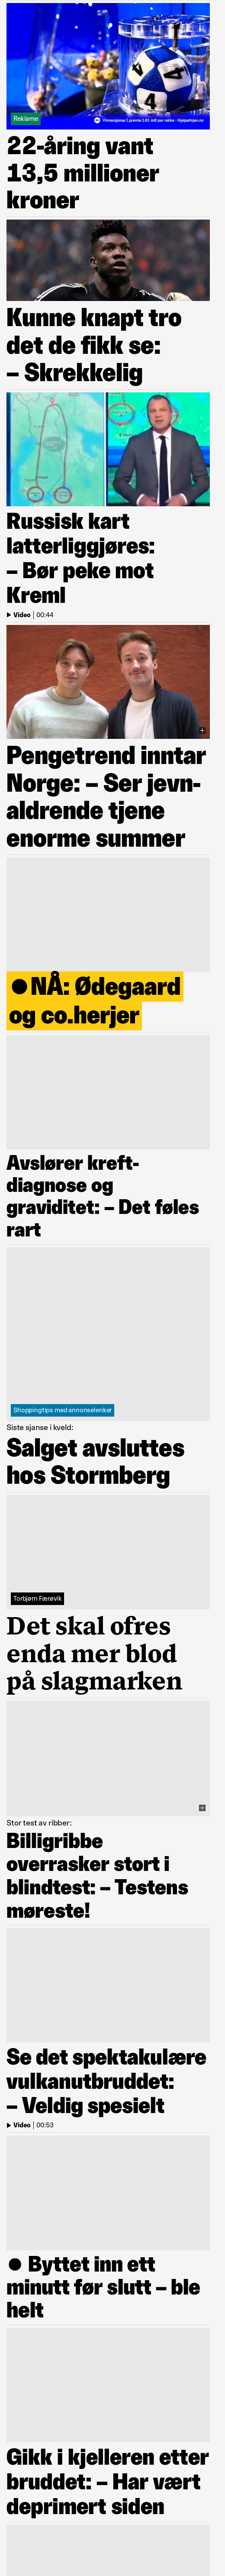 Reklame
Vinnersjanse 1.premie 1:81 mill per rekke - Hjelpelinjen.no
22-åring vant
13,5 millioner
kroner
Kunne knapt tro
det de fikk se:
– Skrekkelig
Russisk kart
latterliggjøres:
– Bør peke mot
Kreml
Video | 00:44
Pengetrend inntar
Norge: – Ser jevn-
aldrende tjene
enorme summer
●NÅ: Ødegaard
og co.herjer
Avslører kreft-
diagnose og
graviditet: – Det føles
rart
Shoppingtips med annonselenker
Siste sjanse i kveld:
Salget avsluttes
hos Stormberg
Torbjørn Færøvik
Det skal ofres
enda mer blod
på slagmarken
Stor test av ribber:
Billigribbe
overrasker stort i
blindtest: – Testens
møreste!
Se det spektakulære
vulkanutbruddet:
– Veldig spesielt
Video | 00:53
● Byttet inn ett
minutt før slutt – ble
helt
Gikk i kjelleren etter
bruddet: – Har vært
deprimert siden